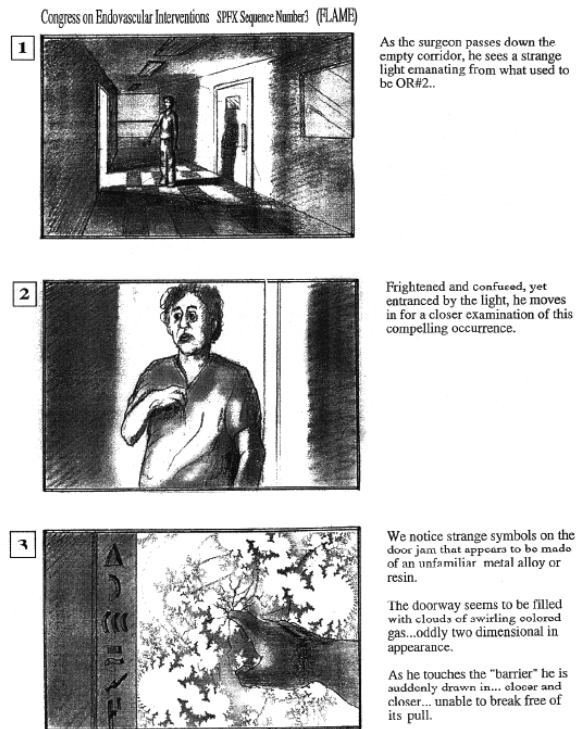 Congress on Endovascular Interventions SPFX Sequence Number3 (FLAME)
1
As the surgeon passes down the
empty corridor, he sees a strange
light emanating from what used to
be OR#2..
2
Frightened and confused, yet
entranced by the light, he moves
in for a closer examination of this
compelling occurrence.
3
We notice strange symbols on the
door jam that appears to be made
of an unfamiliar metal alloy or
resin.
The doorway seems to be filled
with clouds of swirling colored
gas...oddly two dimensional in
appearance.
As he touches the "barrier" he is
suddenly drawn in... closer and
closer... unable to break free of
its pull.